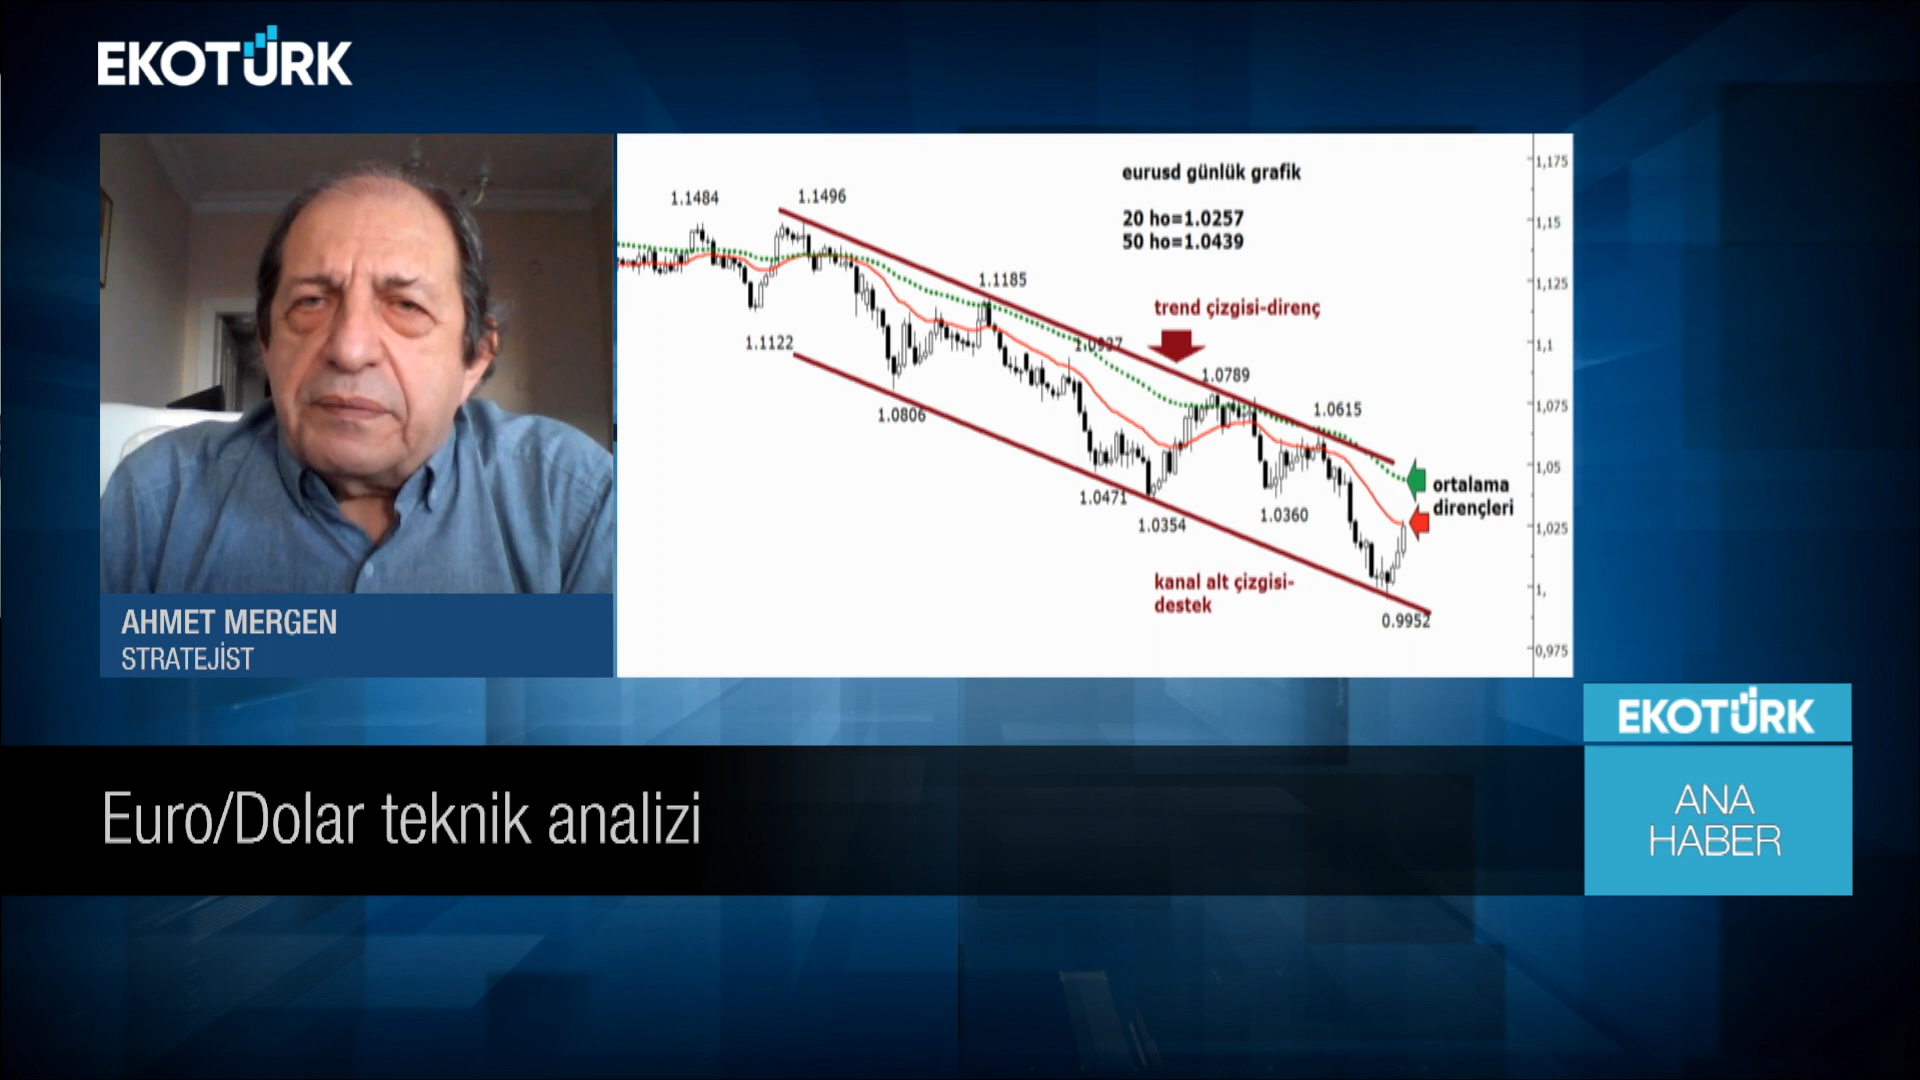 EKOTÜRK
eurusd günlük grafik
20 ho=1.0257
50 ho=1.0439
1.1484
1.1496
1.1185
trend çizgisi-direnç
1.1122
1.0937
1.0789
1.0806
1.0615
1.0471
1.0354
1.0360
ortalama
dirençleri
kanal alt çizgisi-
destek
0.9952
1,175
1,15
1,125
1,1
1,075
1,05
1,025
1,
0,975
AHMET MERGEN
STRATEJİST
EKOTÜRK
Euro/Dolar teknik analizi
ANA
HABER